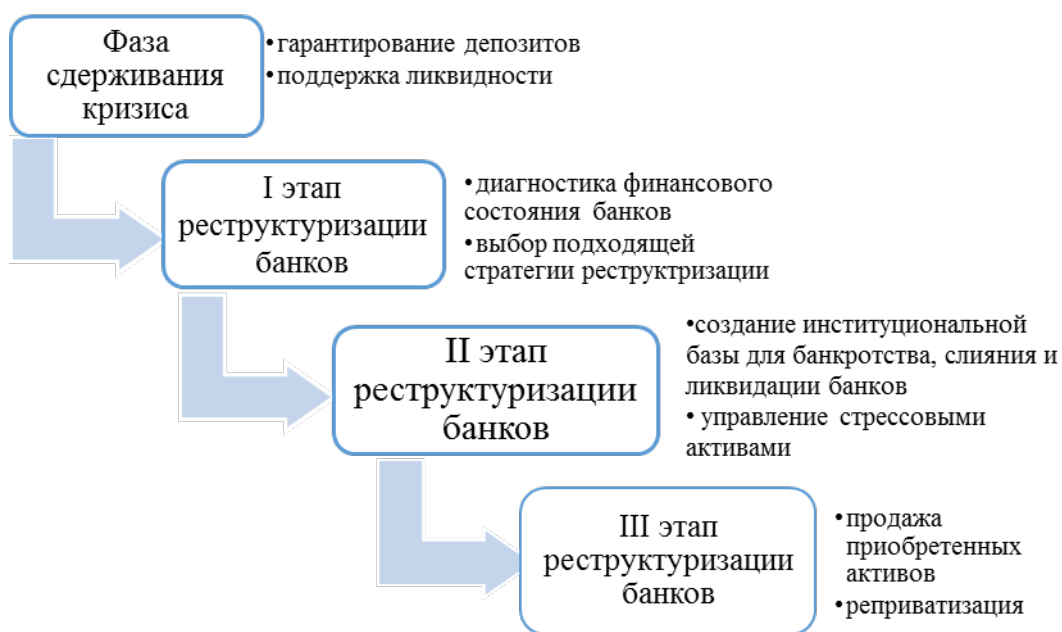 Фаза
сдерживания
кризиса
•гарантирование депозитов
•поддержка ликвидности
I этап
реструктуризации
банков
•диагностика финансового
состояния банков
•выбор подходящей
стратегии реструктризации
II этап
реструктуризации
банков
•создание институциональной
базы для банкротства, слияния и
ликвидации банков
• управление стрессовыми
активами
III этап
реструктуризации
банков
•продажа
приобретенных
активов
•реприватизация